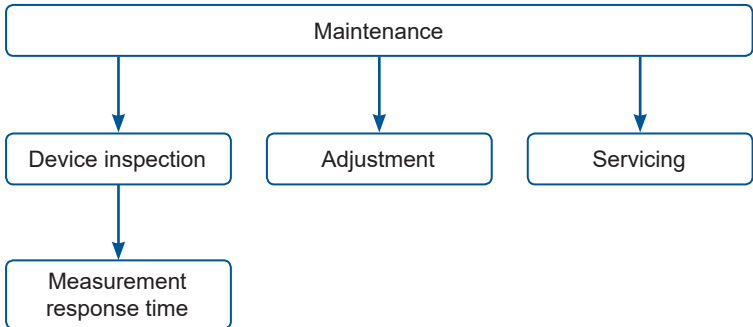 Maintenance
Device inspection
Adjustment
Servicing
Measurement
response time